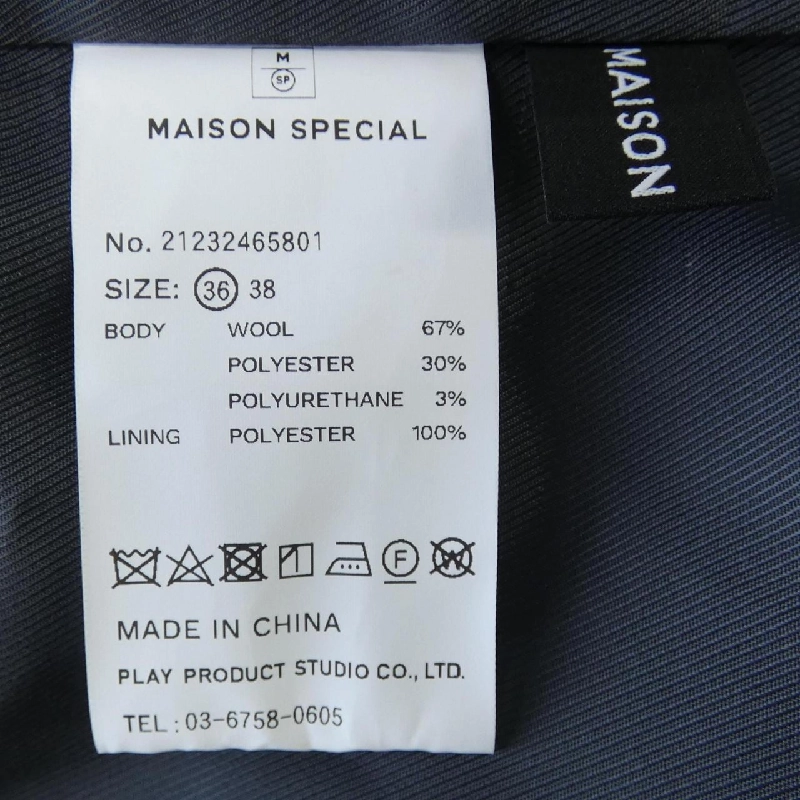 M
SP
MAISON SPECIAL
No. 21232465801
SIZE: 36 38
BODY WOOL 67%
POLYESTER 30%
POLYURETHANE 3%
LINING POLYESTER 100%
F W
MADE IN CHINA
PLAY PRODUCT STUDIO CO., LTD.
TEL : 03-6758-0605
MAISON